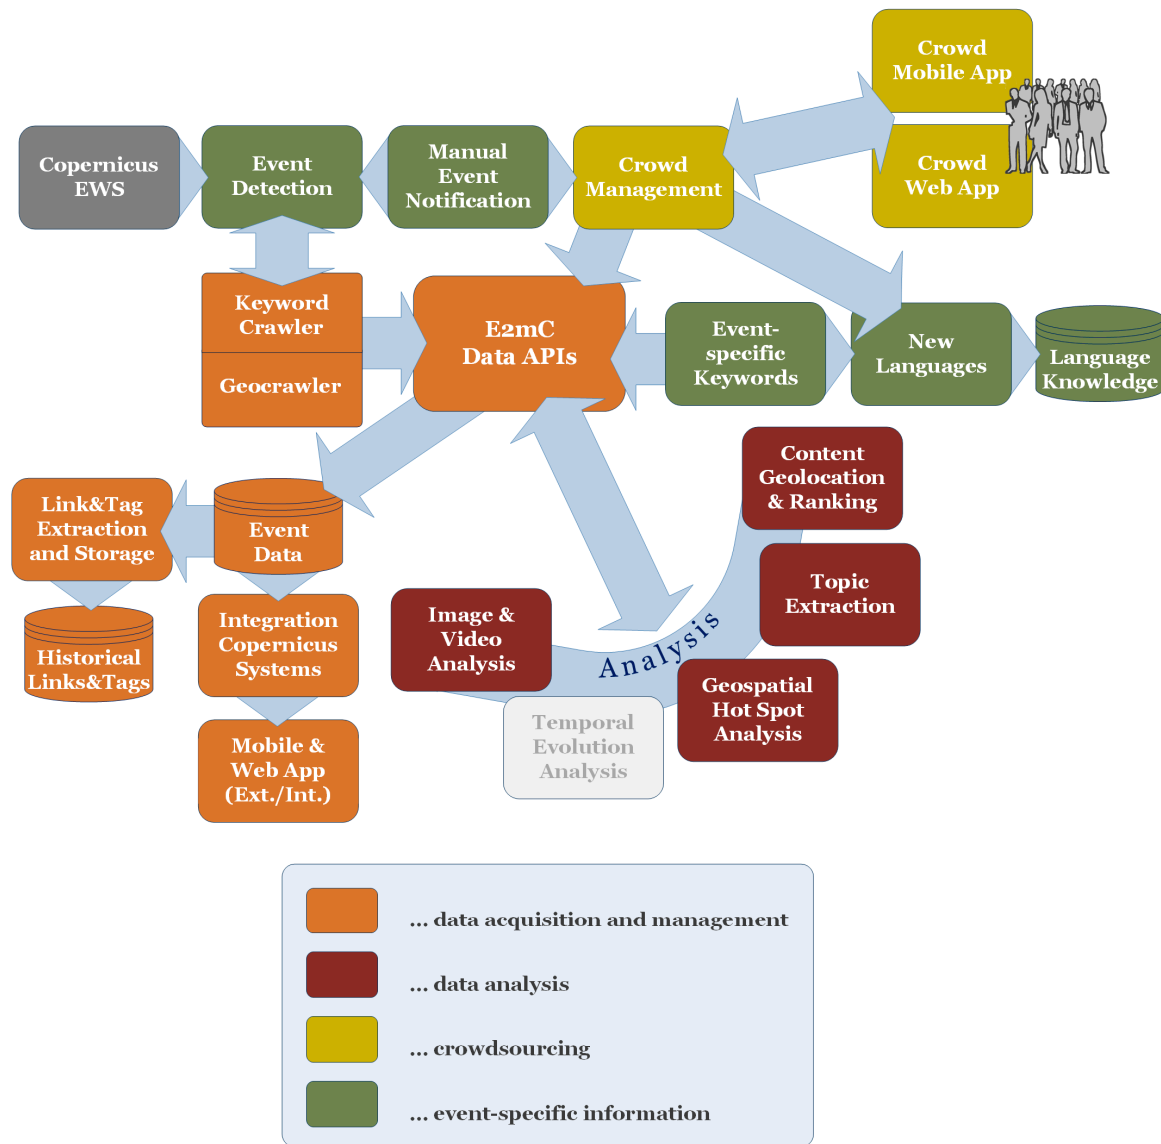 Crowd
Mobile App
Copernicus
EWS
Event
Detection
Manual
Event
Notification
Crowd
Management
Crowd
Web App
Keyword
Crawler
Geocrawler
E2mC
Data APIs
Event-
specific
Keywords
New
Languages
Language
Knowledge
Content
Geolocation
& Ranking
Link&Tag
Extraction
and Storage
Event
Data
Topic
Extraction
Image &
Video
Analysis
Analysis
Integration
Copernicus
Systems
Historical
Links&Tags
Geospatial
Hot Spot
Analysis
Temporal
Evolution
Analysis
Mobile &
Web App
(Ext./Int.)
... data acquisition and management
... data analysis
... crowdsourcing
... event-specific information